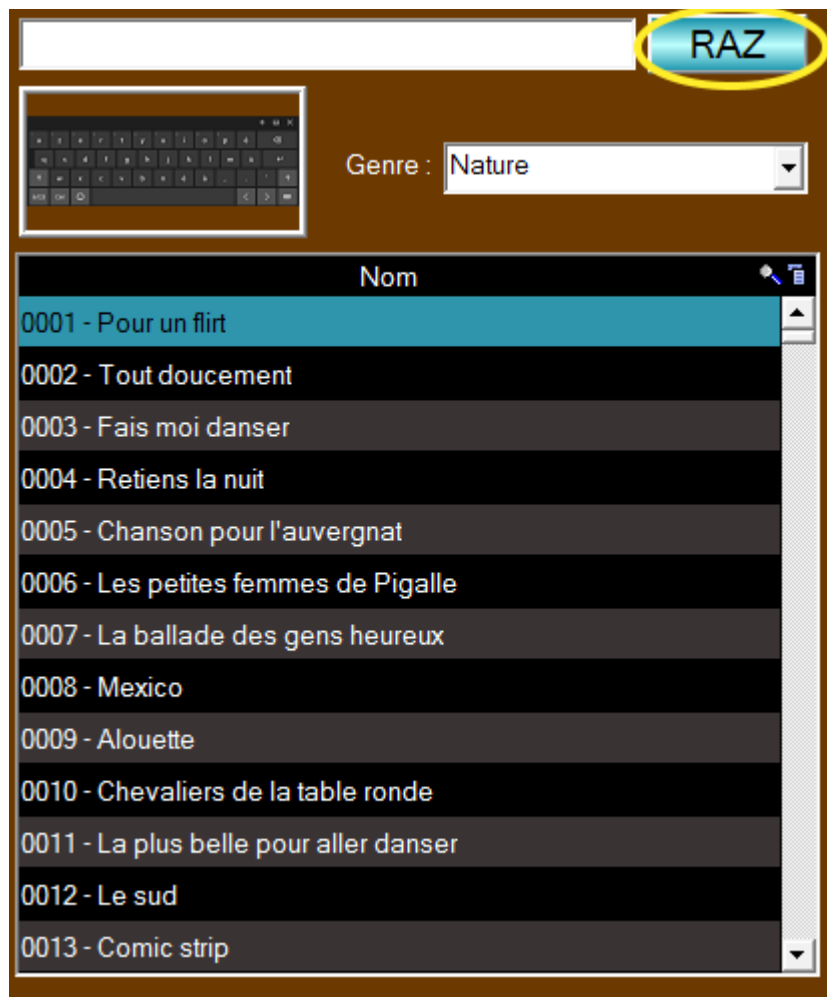 RAZ
Genre : Nature
Nom
0001 - Pour un flirt
0002 - Tout doucement
0003 - Fais moi danser
0004 - Retiens la nuit
0005 - Chanson pour l'auvergnat
0006 - Les petites femmes de Pigalle
0007 - La ballade des gens heureux
0008 - Mexico
0009 - Alouette
0010 - Chevaliers de la table ronde
0011 - La plus belle pour aller danser
0012 - Le sud
0013 - Comic strip